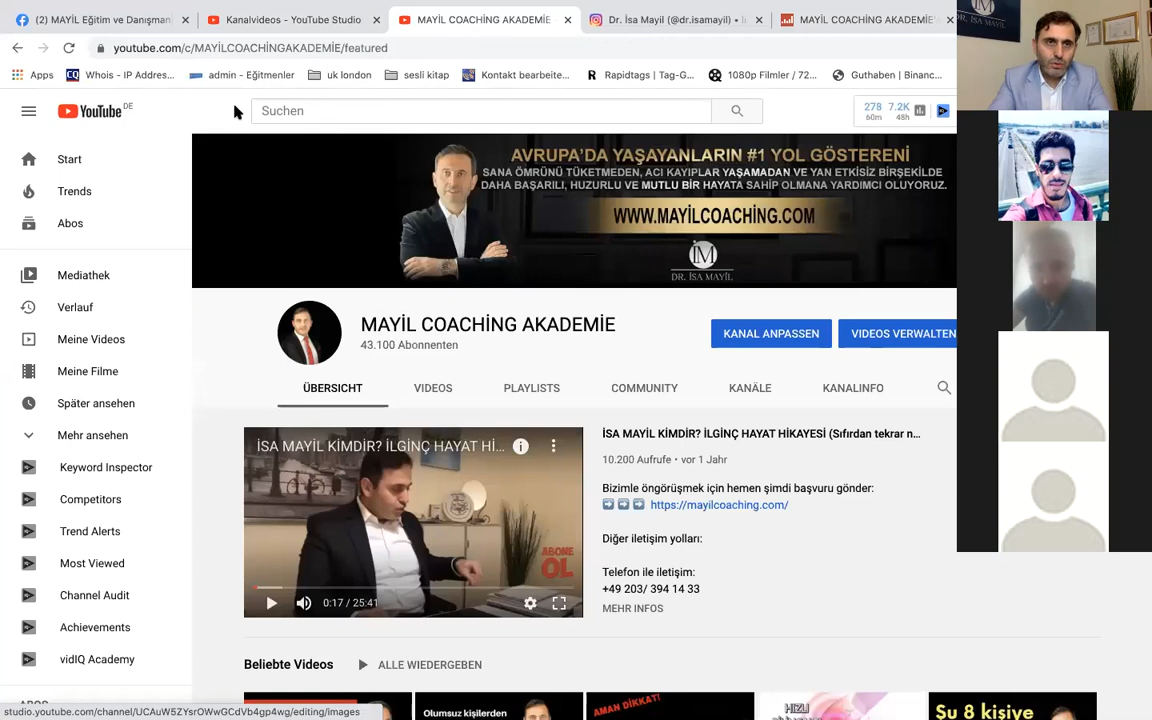 (2) MAYİL Eğitim ve Danışman
Kanalvideos - YouTube Studio
MAYİL COACHİNG AKADEMİE
Dr. İsa Mayil (@dr.isamayil) •
MAYİL COACHİNG AKADEMİE'
youtube.com/c/MAYİLCOACHİNGAKADEMİE/featured
Apps
Whois - IP Addres...
admin - Eğitmenler
uk london
sesli kitap
Kontakt bearbeite...
Rapidtags | Tag-G...
1080p Filmler / 72...
Guthaben | Binanc...
YouTube DE
Suchen
278 7.2K
60m 48h
Start
Trends
Abos
Mediathek
Verlauf
Meine Videos
Meine Filme
Später ansehen
Mehr ansehen
Keyword Inspector
Competitors
Trend Alerts
Most Viewed
Channel Audit
Achievements
vidIQ Academy
ABOS
studio.youtube.com/channel/UCAuW5ZYsrOWwGCdVb4gp4wg/editing/images
AVRUPA'DA YAŞAYANLARIN #1 YOL GÖSTERENİ
SANA ÖMRÜNÜ TÜKETMEDEN, ACI KAYIPLAR YAŞAMADAN VE YAN ETKİSİZ BİRŞEKİLDE
DAHA BAŞARILI, HUZURLU VE MUTLU BİR HAYATA SAHİP OLMANA YARDIMCI OLUYORUZ.
WWW.MAYİLCOACHİNG.COM
İM
DR. İSA MAYİL
MAYİL COACHİNG AKADEMİE
43.100 Abonnenten
KANAL ANPASSEN
VIDEOS VERWALTEN
ÜBERSICHT
VIDEOS
PLAYLISTS
COMMUNITY
KANÄLE
KANALINFO
İSA MAYIL KİMDİR? İLGİNÇ HAYAT Hİ...
ABONE
OL
0:17 / 25:41
İSA MAYIL KİMDİR? İLGİNÇ HAYAT HİKAYESİ (Sıfırdan tekrar n...
10.200 Aufrufe • vor 1 Jahr
Bizimle öngörüşmek için hemen şimdi başvuru gönder:
https://mayilcoaching.com/
Diğer iletişim yolları:
Telefon ile iletişim:
+49 203/ 394 14 33
MEHR INFOS
Beliebte Videos
ALLE WIEDERGEBEN
Olumsuz kişilerden
AMAN DİKKAT!
HIZLI
Şu 8 kişiye
DR. İSA MAYİL